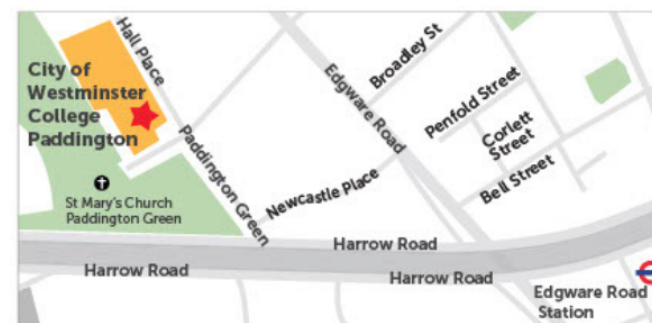 Hall Place
City of
Westminster
College
Paddington
Edgware Road
Broadley St
Penfold Street
Corlett
Street
Bell Street
Paddington Green
Newcastle Place
St Mary's Church
Paddington Green
Harrow Road
Harrow Road
Harrow Road
Edgware Road
Station